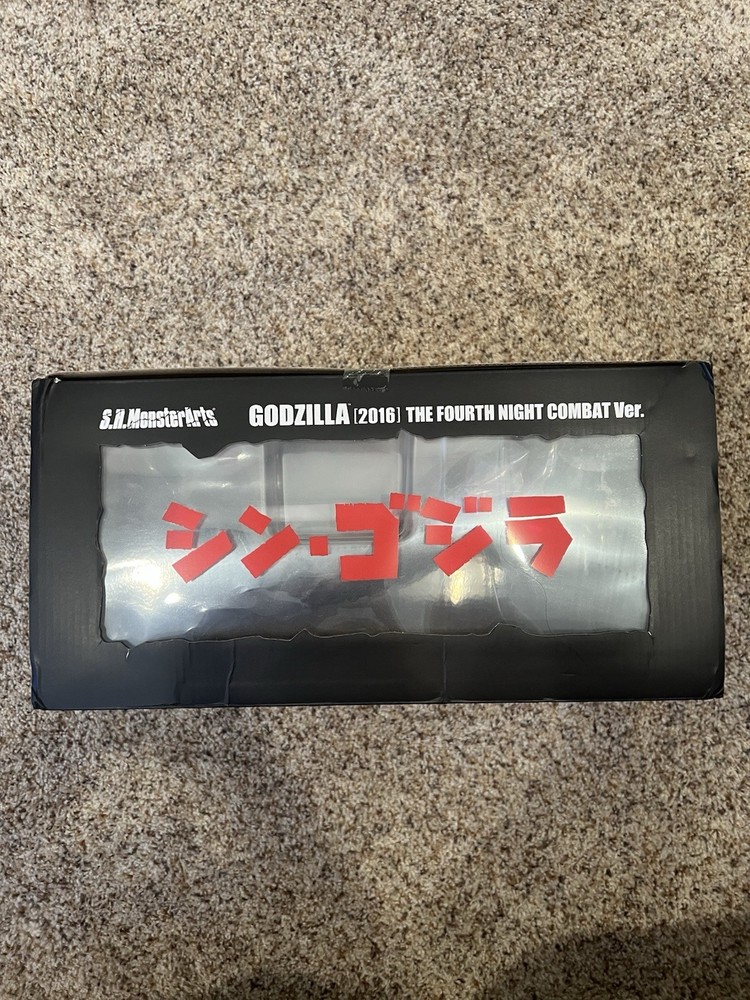 S.H.MonsterArts GODZILLA [2016] THE FOURTH NIGHT COMBAT Ver.
シン・ゴジラ